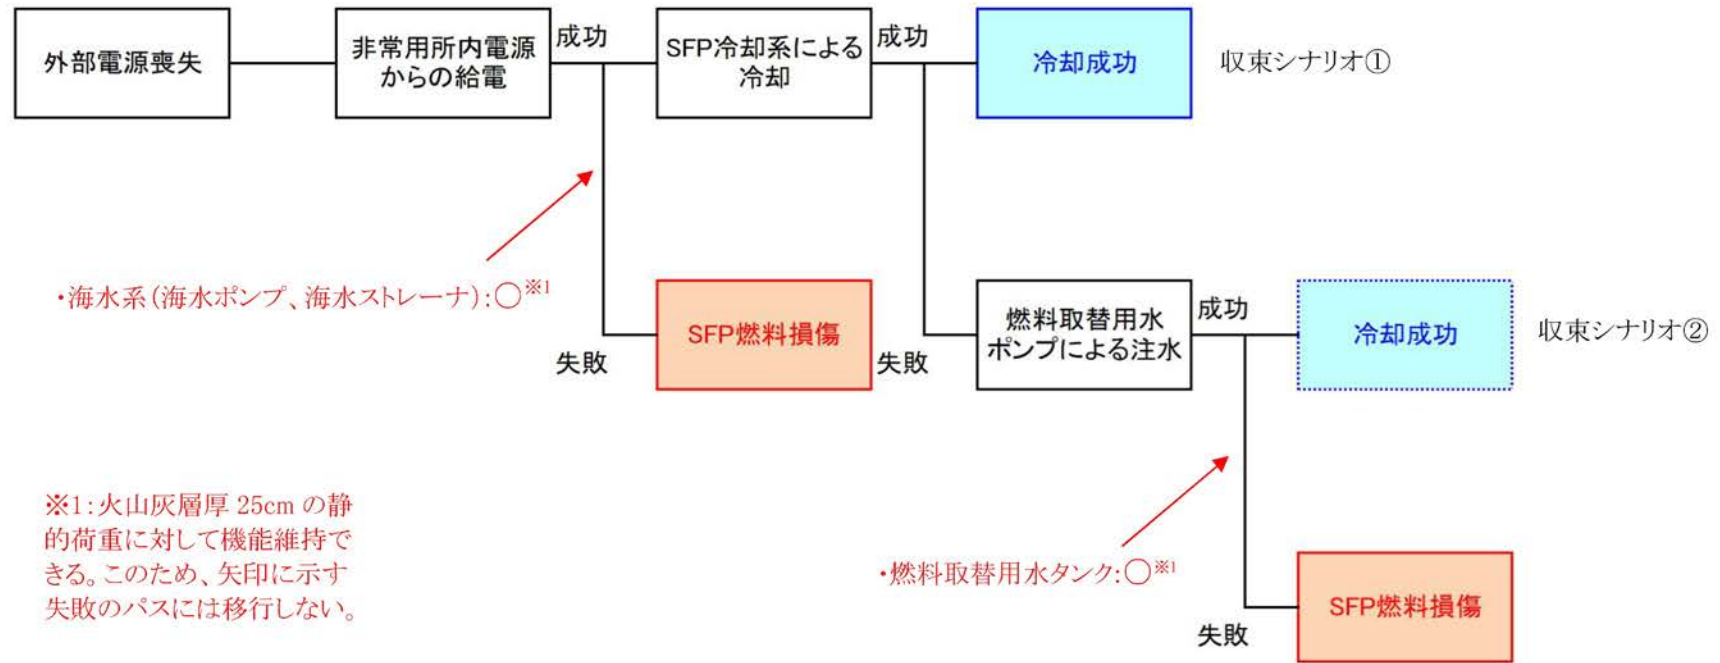 外部電源喪失
非常用所内電源
からの給電
成功
SFP冷却系による
冷却
成功
冷却成功
収束シナリオ①
・海水系(海水ポンプ、海水ストレーナ):○※1
失敗
SFP燃料損傷
失敗
燃料取替用水
ポンプによる注水
成功
冷却成功
収束シナリオ②
※1:火山灰層厚 25cm の静
的荷重に対して機能維持で
きる。このため、矢印に示す
失敗のパスには移行しない。
・燃料取替用水タンク:○※1
失敗
SFP燃料損傷